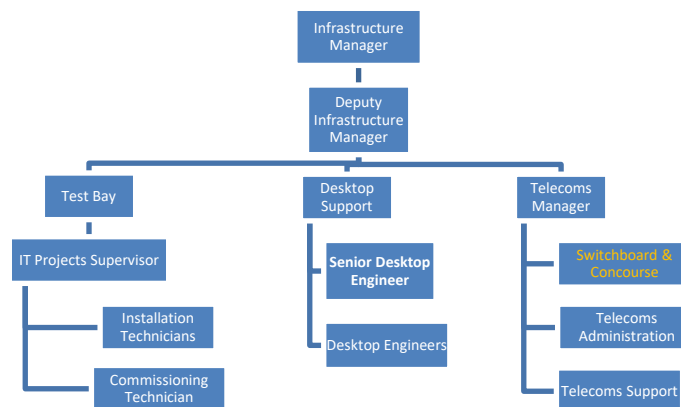 Infrastructure
Manager
Deputy
Infrastructure
Manager
Test Bay
Desktop
Support
Telecoms
Manager
IT Projects Supervisor
Senior Desktop
Engineer
Switchboard &
Concourse
Installation
Technicians
Desktop Engineers
Telecoms
Administration
Commissioning
Technician
Telecoms Support